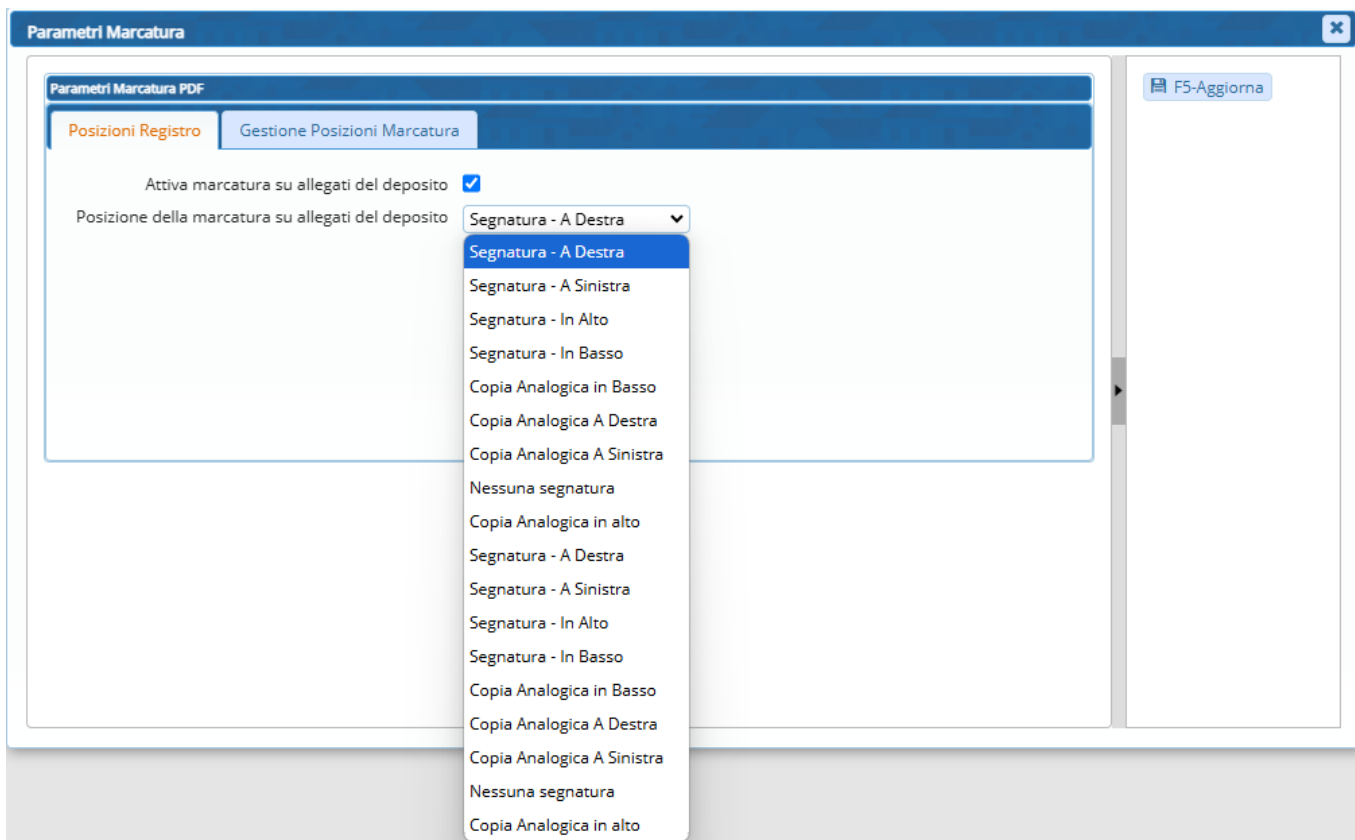 Parametri Marcatura
Parametri Marcatura PDF
F5-Aggiorna
Posizioni Registro
Gestione Posizioni Marcatura
Attiva marcatura su allegati del deposito
Posizione della marcatura su allegati del deposito
Segnatura - A Destra
Segnatura - A Destra
Segnatura - A Sinistra
Segnatura - In Alto
Segnatura - In Basso
Copia Analogica in Basso
Copia Analogica A Destra
Copia Analogica A Sinistra
Nessuna segnatura
Copia Analogica in alto
Segnatura - A Destra
Segnatura - A Sinistra
Segnatura - In Alto
Segnatura - In Basso
Copia Analogica in Basso
Copia Analogica A Destra
Copia Analogica A Sinistra
Nessuna segnatura
Copia Analogica in alto